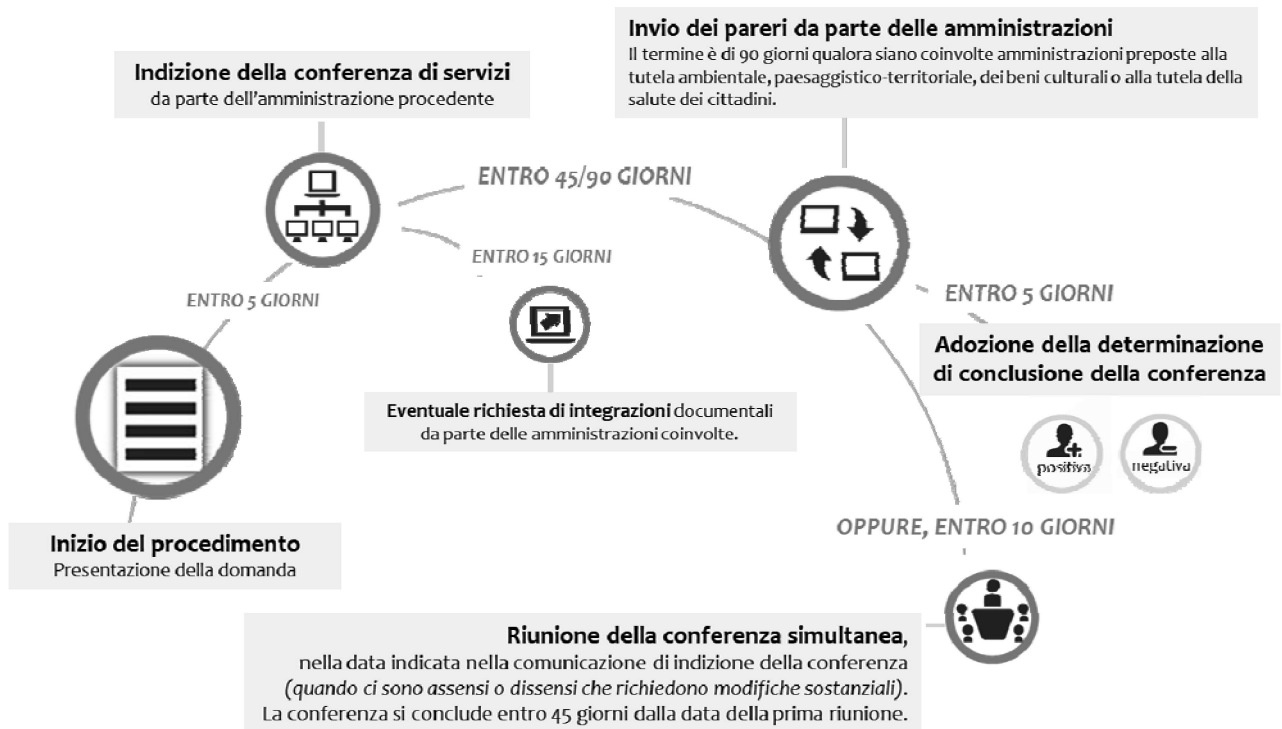 Invio dei pareri da parte delle amministrazioni
Il termine è di 90 giorni qualora siano coinvolte amministrazioni preposte alla
tutela ambientale, paesaggistico-territoriale, dei beni culturali o alla tutela della
salute dei cittadini.
Indizione della conferenza di servizi
da parte dell'amministrazione procedente
ENTRO 45/90 GIORNI
ENTRO 15 GIORNI
ENTRO 5 GIORNI
ENTRO 5 GIORNI
Adozione della determinazione
di conclusione della conferenza
positiva
negativa
Eventuale richiesta di integrazioni documentali
da parte delle amministrazioni coinvolte.
Inizio del procedimento
Presentazione della domanda
OPPURE, ENTRO 10 GIORNI
Riunione della conferenza simultanea,
nella data indicata nella comunicazione di indizione della conferenza
(quando ci sono assensi o dissensi che richiedono modifiche sostanziali).
La conferenza si conclude entro 45 giorni dalla data della prima riunione.